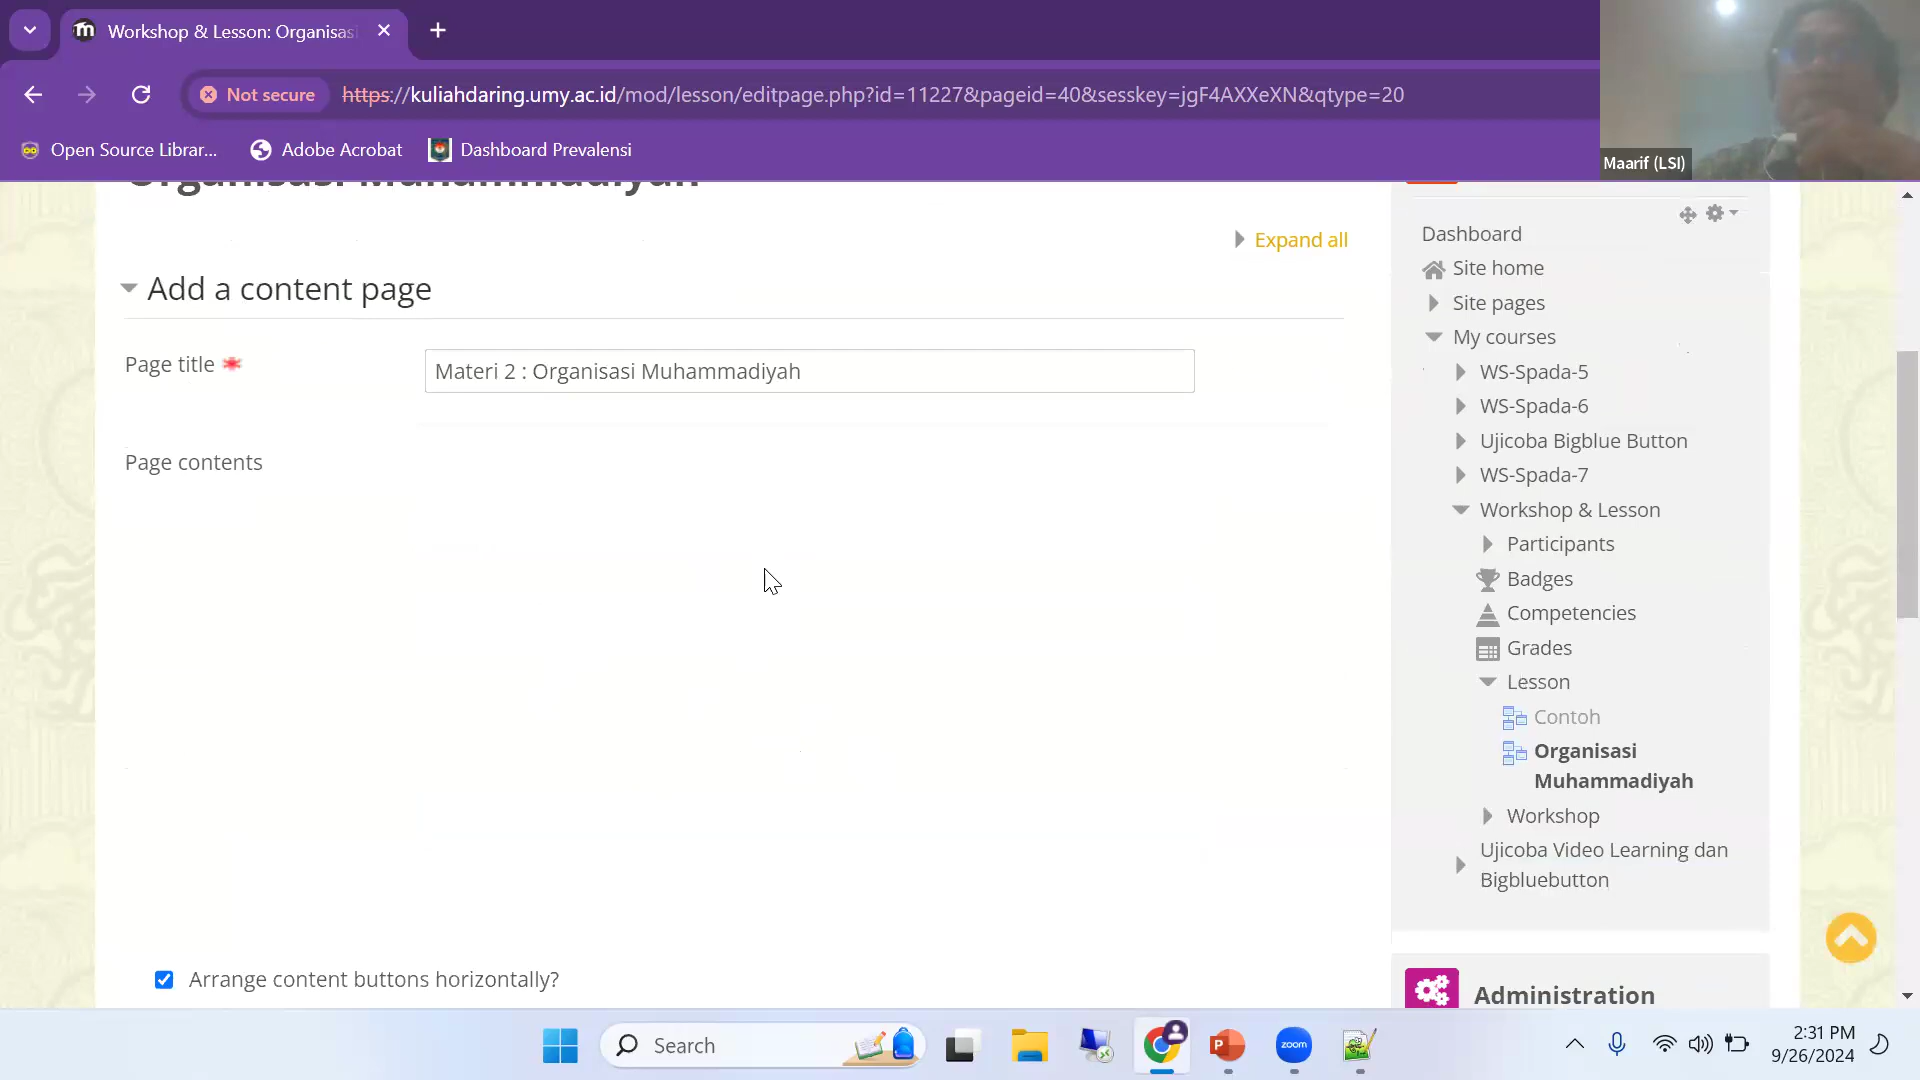 Workshop & Lesson: Organisas
Not secure
https://kuliahdaring.umy.ac.id/mod/lesson/editpage.php?id=11227&pageid=40&sesskey=jgF4AXXeXN&qtype=20
Maarif (LSI)
Open Source Librar...
Adobe Acrobat
Dashboard Prevalensi
Organisasi Muhammadiyah
Expand all
Add a content page
Page title
Materi 2 : Organisasi Muhammadiyah
Page contents
Arrange content buttons horizontally?
Dashboard
Site home
Site pages
My courses
WS-Spada-5
WS-Spada-6
Ujicoba Bigblue Button
WS-Spada-7
Workshop & Lesson
Participants
Badges
Competencies
Grades
Lesson
Contoh
Organisasi
Muhammadiyah
Workshop
Ujicoba Video Learning dan
Bigbluebutton
Administration
Search
zoom
2:31 PM
9/26/2024